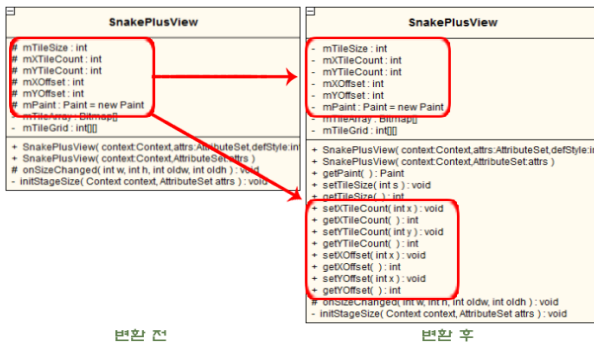 SnakePlusView
# mTileSize : int
# mXTileCount : int
# mYTileCount : int
# mXOffset : int
# mYOffset : int
# mPaint : Paint = new Paint
- mTileArray : Bitmap[]
- mTileGrid : int[][]
+ SnakePlusView( context:Context,attrs:AttributeSet,defStyle:int
+ SnakePlusView( context:Context,AttributeSet:attrs )
# onSizeChanged( int w, int h, int oldw, int oldh ) : void
- initStageSize( Context context, AttributeSet attrs ) : void
변환 전
SnakePlusView
- mTileSize : int
- mXTileCount : int
- mYTileCount : int
- mXOffset : int
- mYOffset : int
- mPaint : Paint = new Paint
- mTileArray : Bitmap[]
- mTileGrid : int[][]
+ SnakePlusView( context:Context,attrs:AttributeSet,defStyle:int
+ SnakePlusView( context:Context,AttributeSet:attrs )
+ getPaint( ) : Paint
+ setTileSize( int s ) : void
+ getTileSize( ) : int
+ setXTileCount( int x ) : void
+ getXTileCount( ) : int
+ setYTileCount( int y ) : void
+ getYTileCount( ) : int
+ setXOffset( int x ) : void
+ getXOffset( ) : int
+ setYOffset( int x ) : void
+ getYOffset( ) : int
# onSizeChanged( int w, int h, int oldw, int oldh ) : void
- initStageSize( Context context, AttributeSet attrs ) : void
변환 후